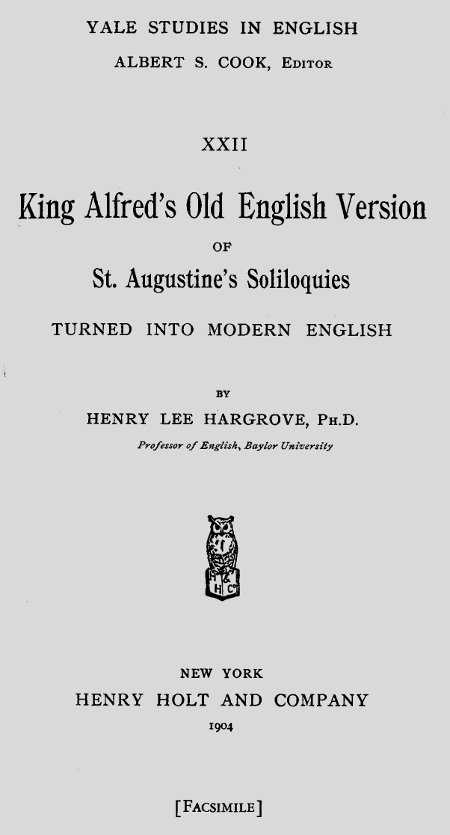 YALE STUDIES IN ENGLISH
ALBERT S. COOK, EDITOR
XXII
King Alfred's Old English Version
OF
St. Augustine's Soliloquies
TURNED INTO MODERN ENGLISH
BY
HENRY LEE HARGROVE, PH.D.
Professor of English, Baylor University
H & 
H Co
NEW YORK
HENRY HOLT AND COMPANY
1904
[FACSIMILE]